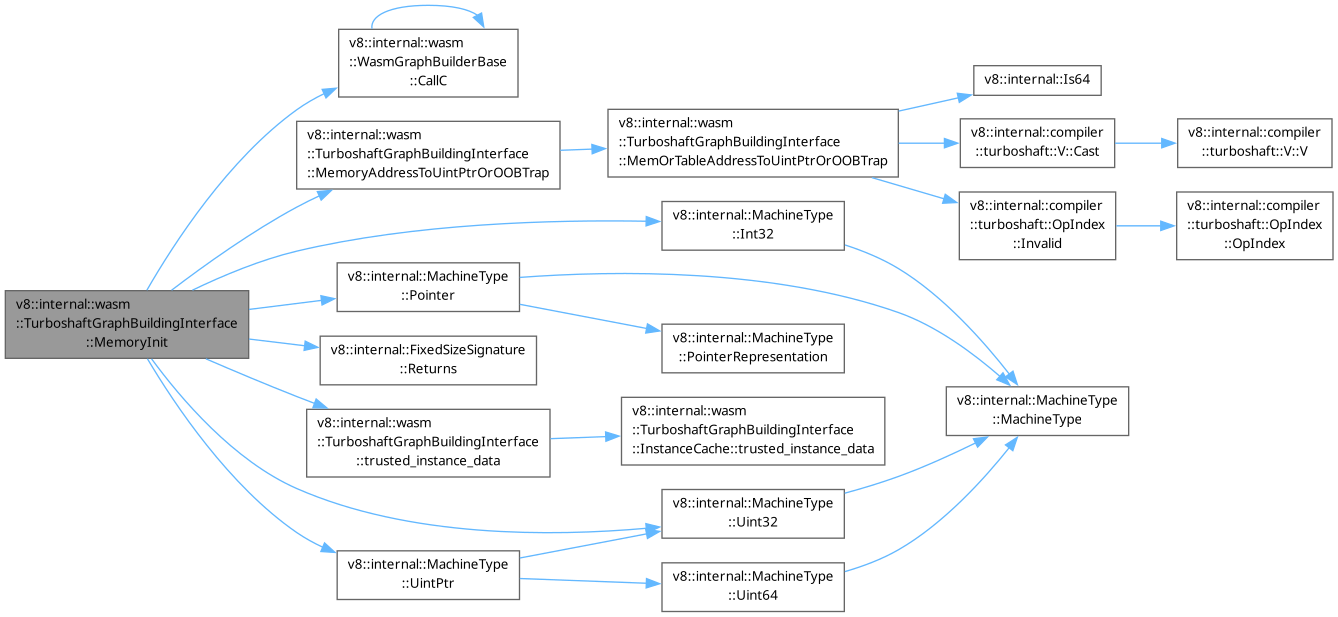 v8::internal::wasm
::TurboshaftGraphBuildingInterface
::MemoryInit
v8::internal::wasm
::WasmGraphBuilderBase
::CallC
v8::internal::wasm
::TurboshaftGraphBuildingInterface
::MemoryAddressToUintPtrOrOOBTrap
v8::internal::wasm
::TurboshaftGraphBuildingInterface
::MemOrTableAddressToUintPtrOrOOBTrap
v8::internal::Is64
v8::internal::compiler
::turboshaft::V::Cast
v8::internal::compiler
::turboshaft::V::V
v8::internal::compiler
::turboshaft::OpIndex
::Invalid
v8::internal::compiler
::turboshaft::OpIndex
::OpIndex
v8::internal::MachineType
::Int32
v8::internal::MachineType
::Pointer
v8::internal::MachineType
::PointerRepresentation
v8::internal::FixedSizeSignature
::Returns
v8::internal::MachineType
::MachineType
v8::internal::wasm
::TurboshaftGraphBuildingInterface
::trusted_instance_data
v8::internal::wasm
::TurboshaftGraphBuildingInterface
::InstanceCache::trusted_instance_data
v8::internal::MachineType
::Uint32
v8::internal::MachineType
::UintPtr
v8::internal::MachineType
::Uint64